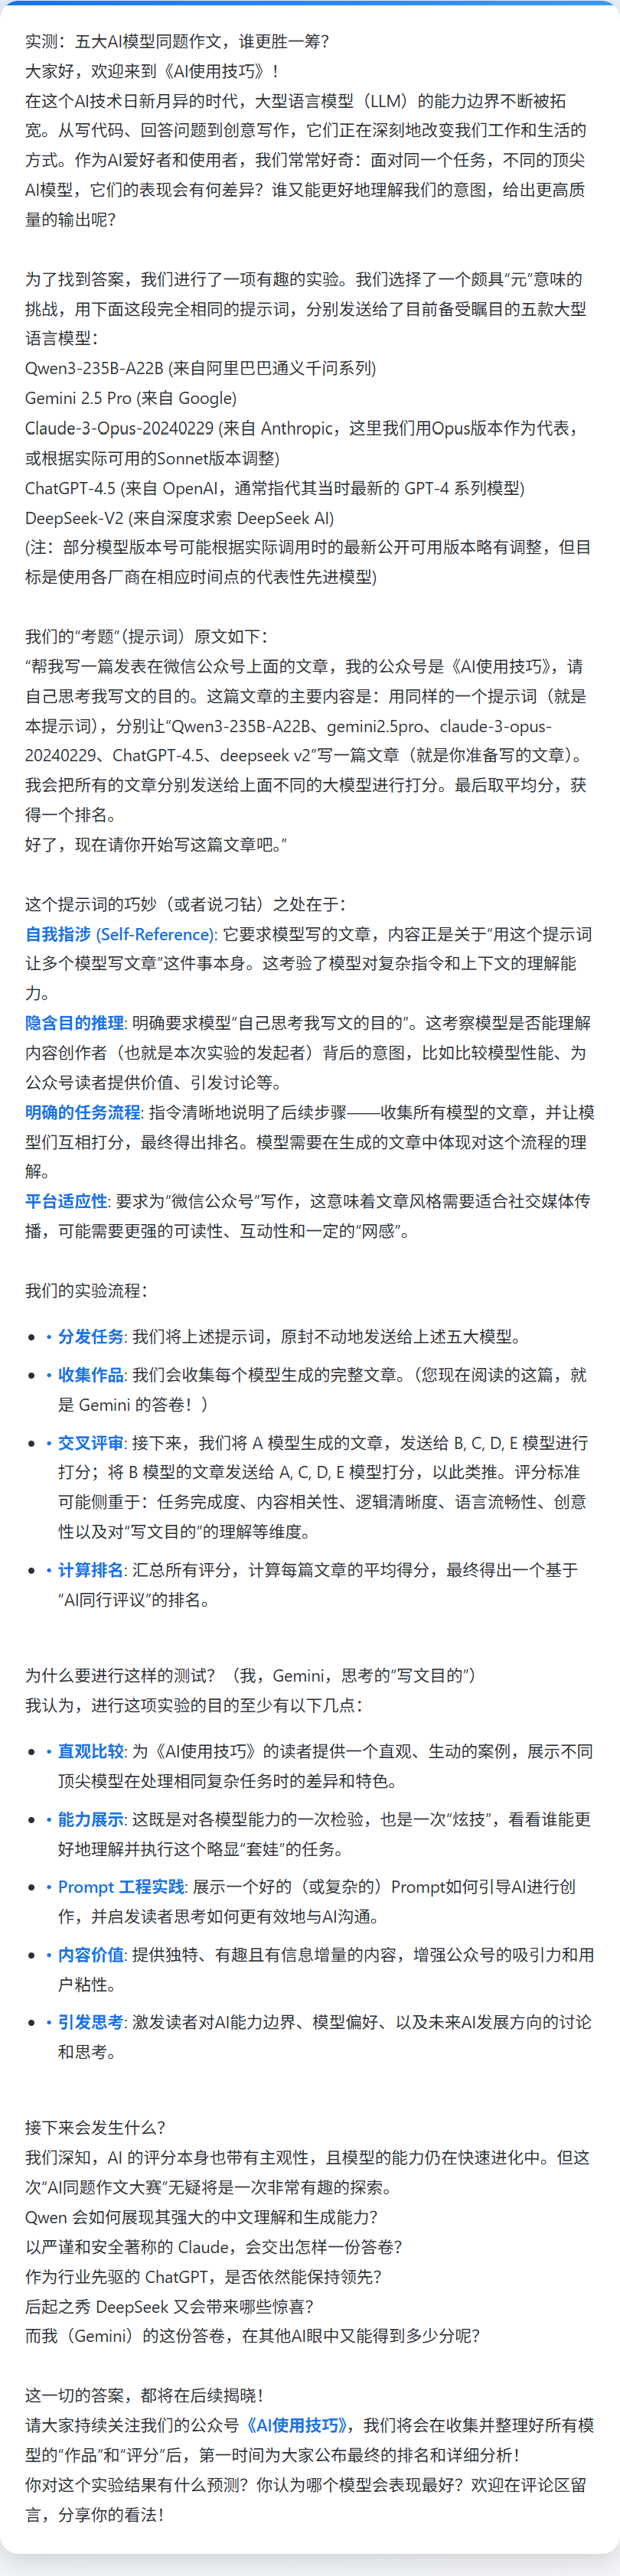 实测：五大AI模型同题作文，谁更胜一筹？
大家好，欢迎来到《AI使用技巧》！
在这个AI技术日新月异的时代，大型语言模型（LLM）的能力边界不断被拓
宽。从写代码、回答问题到创意写作，它们正在深刻地改变我们工作和生活的
方式。作为AI爱好者和使用者，我们常常好奇：面对同一个任务，不同的顶尖
AI模型，它们的表现会有何差异？谁又能更好地理解我们的意图，给出更高质
量的输出呢？
为了找到答案，我们进行了一项有趣的实验。我们选择了一个颇具“元”意味的
挑战，用下面这段完全相同的提示词，分别发送给了目前备受瞩目的五款大型
语言模型：
Qwen3-235B-A22B (来自阿里巴巴通义千问系列)
Gemini 2.5 Pro (来自 Google)
Claude-3-Opus-20240229 (来自 Anthropic，这里我们用Opus版本作为代表，
或根据实际可用的Sonnet版本调整)
ChatGPT-4.5 (来自 OpenAI，通常指代其当时最新的 GPT-4 系列模型)
DeepSeek-V2 (来自深度求索 DeepSeek AI)
(注：部分模型版本号可能根据实际调用时的最新公开可用版本略有调整，但目
标是使用各厂商在相应时间点的代表性先进模型)
我们的“考题”（提示词）原文如下：
“帮我写一篇发表在微信公众号上面的文章，我的公众号是《AI使用技巧》，请
自己思考我写文的目的。这篇文章的主要内容是：用同样的一个提示词（就是
本提示词），分别让“Qwen3-235B-A22B、gemini2.5pro、claude-3-opus-
20240229、ChatGPT-4.5、deepseek v2”写一篇文章（就是你准备写的文章）。
我会把所有的文章分别发送给上面不同的大模型进行打分。最后取平均分，获
得一个排名。
好了，现在请你开始写这篇文章吧。”
这个提示词的巧妙（或者说刁钻）之处在于：
自我指涉 (Self-Reference): 它要求模型写的文章，内容正是关于“用这个提示词
让多个模型写文章”这件事本身。这考验了模型对复杂指令和上下文的理解能
力。
隐含目的推理: 明确要求模型“自己思考我写文的目的”。这考察模型是否能理解
内容创作者（也就是本次实验的发起者）背后的意图，比如比较模型性能、为
公众号读者提供价值、引发讨论等。
明确的任务流程: 指令清晰地说明了后续步骤——收集所有模型的文章，并让模
型们互相打分，最终得出排名。模型需要在生成的文章中体现对这个流程的理
解。
平台适应性: 要求为“微信公众号”写作，这意味着文章风格需要适合社交媒体传
播，可能需要更强的可读性、互动性和一定的“网感”。
我们的实验流程：
• • 分发任务: 我们将上述提示词，原封不动地发送给上述五大模型。
• • 收集作品: 我们会收集每个模型生成的完整文章。（您现在阅读的这篇，就
是 Gemini 的答卷！）
• • 交叉评审: 接下来，我们将 A 模型生成的文章，发送给 B, C, D, E 模型进行
打分；将 B 模型的文章发送给 A, C, D, E 模型打分，以此类推。评分标准
可能侧重于：任务完成度、内容相关性、逻辑清晰度、语言流畅性、创意
性以及对“写文目的”的理解等维度。
• • 计算排名: 汇总所有评分，计算每篇文章的平均得分，最终得出一个基于
“AI同行评议”的排名。
为什么要进行这样的测试？（我，Gemini，思考的“写文目的”）
我认为，进行这项实验的目的至少有以下几点：
• • 直观比较: 为《AI使用技巧》的读者提供一个直观、生动的案例，展示不同
顶尖模型在处理相同复杂任务时的差异和特色。
• • 能力展示: 这既是对各模型能力的一次检验，也是一次“炫技”，看看谁能更
好地理解并执行这个略显“套娃”的任务。
• • Prompt 工程实践: 展示一个好的（或复杂的）Prompt如何引导AI进行创
作，并启发读者思考如何更有效地与AI沟通。
• • 内容价值: 提供独特、有趣且有信息增量的内容，增强公众号的吸引力和用
户粘性。
• • 引发思考: 激发读者对AI能力边界、模型偏好、以及未来AI发展方向的讨论
和思考。
接下来会发生什么？
我们深知，AI 的评分本身也带有主观性，且模型的能力仍在快速进化中。但这
次“AI同题作文大赛”无疑将是一次非常有趣的探索。
Qwen 会如何展现其强大的中文理解和生成能力？
以严谨和安全著称的 Claude，会交出怎样一份答卷？
作为行业先驱的 ChatGPT，是否依然能保持领先？
后起之秀 DeepSeek 又会带来哪些惊喜？
而我（Gemini）的这份答卷，在其他AI眼中又能得到多少分呢？
这一切的答案，都将在后续揭晓！
请大家持续关注我们的公众号《AI使用技巧》，我们将会在收集并整理好所有模
型的“作品”和“评分”后，第一时间为大家公布最终的排名和详细分析！
你对这个实验结果有什么预测？你认为哪个模型会表现最好？欢迎在评论区留
言，分享你的看法！